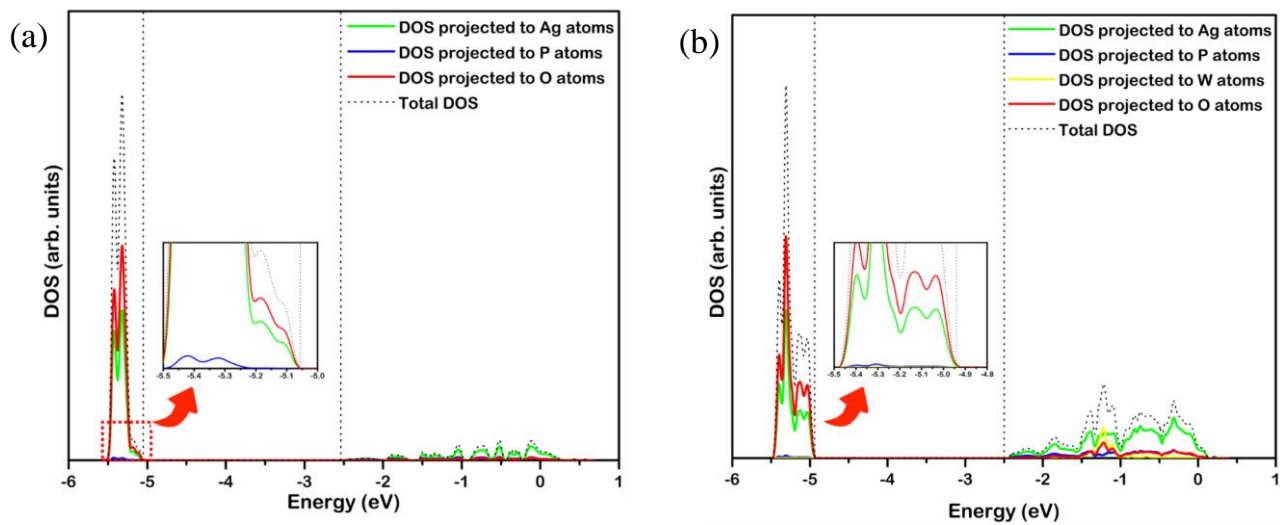 (a)
DOS projected to Ag atoms
DOS projected to P atoms
DOS projected to O atoms
Total DOS
DOS (arb. units)
-5.5 -5.4 -5.3 -5.2 -5.1 -5.0
-6 -5 -4 -3 -2 -1 0 1
Energy (eV)
(b)
DOS projected to Ag atoms
DOS projected to P atoms
DOS projected to W atoms
DOS projected to O atoms
Total DOS
DOS (arb. units)
-5.5 -5.4 -5.3 -5.2 -5.1 -5.0 -4.9 -4.8
-6 -5 -4 -3 -2 -1 0 1
Energy (eV)